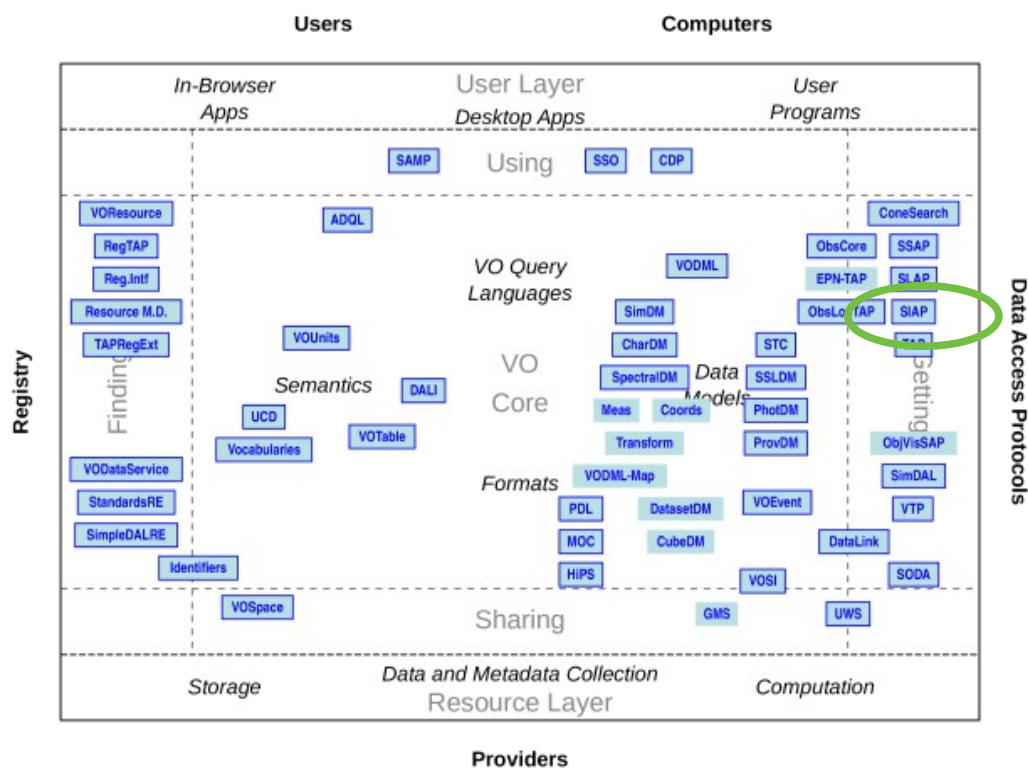 Users
Computers
In-Browser
Apps
User Layer
Desktop Apps
User
Programs
SAMP
Using
SSO
CDP
VOResource
ADQL
ConeSearch
RegTAP
ObsCore
SSAP
VO Query
Languages
VODML
Reg.Intf
EPN-TAP
SLAP
Resource M.D.
SimDM
ObsLocTAP
SIAP
TAPRegExt
VOUnits
CharDM
STC
TAP
Registry
Finding
Semantics
DALI
VO
Core
SpectralDM
Data
Models
SSLDM
Getting
Data Access Protocols
UCD
Meas
Coords
PhotDM
Vocabularies
VOTable
Transform
ProvDM
ObjVisSAP
VODataService
Formats
VODML-Map
SimDAL
StandardsRE
PDL
DatasetDM
VOEvent
VTP
SimpleDALRE
MOC
CubeDM
DataLink
Identifiers
HiPS
VOSI
SODA
VOSpace
Sharing
GMS
UWS
Storage
Data and Metadata Collection
Resource Layer
Computation
Providers